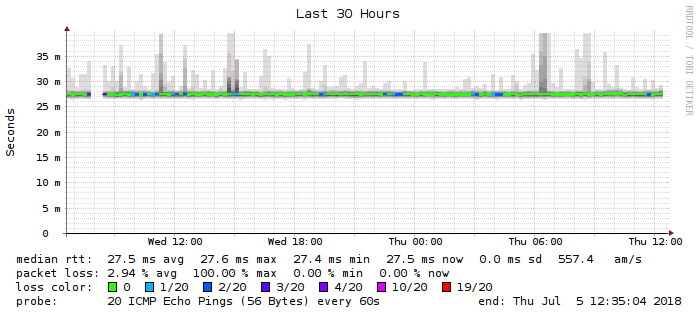 Last 30 Hours
RRDTOOL / TOBI OETIKER
Seconds
35 m
30 m
25 m
20 m
15 m
10 m
5 m
0
Wed 12:00 Wed 18:00 Thu 00:00 Thu 06:00 Thu 12:00
median rtt: 27.5 ms avg 27.6 ms max 27.4 ms min 27.5 ms now 0.0 ms sd 557.4 am/s
packet loss: 2.94 % avg 100.00 % max 0.00 % min 0.00 % now
loss color: 0 1/20 2/20 3/20 4/20 10/20 19/20
probe: 20 ICMP Echo Pings (56 Bytes) every 60s end: Thu Jul 5 12:35:04 2018